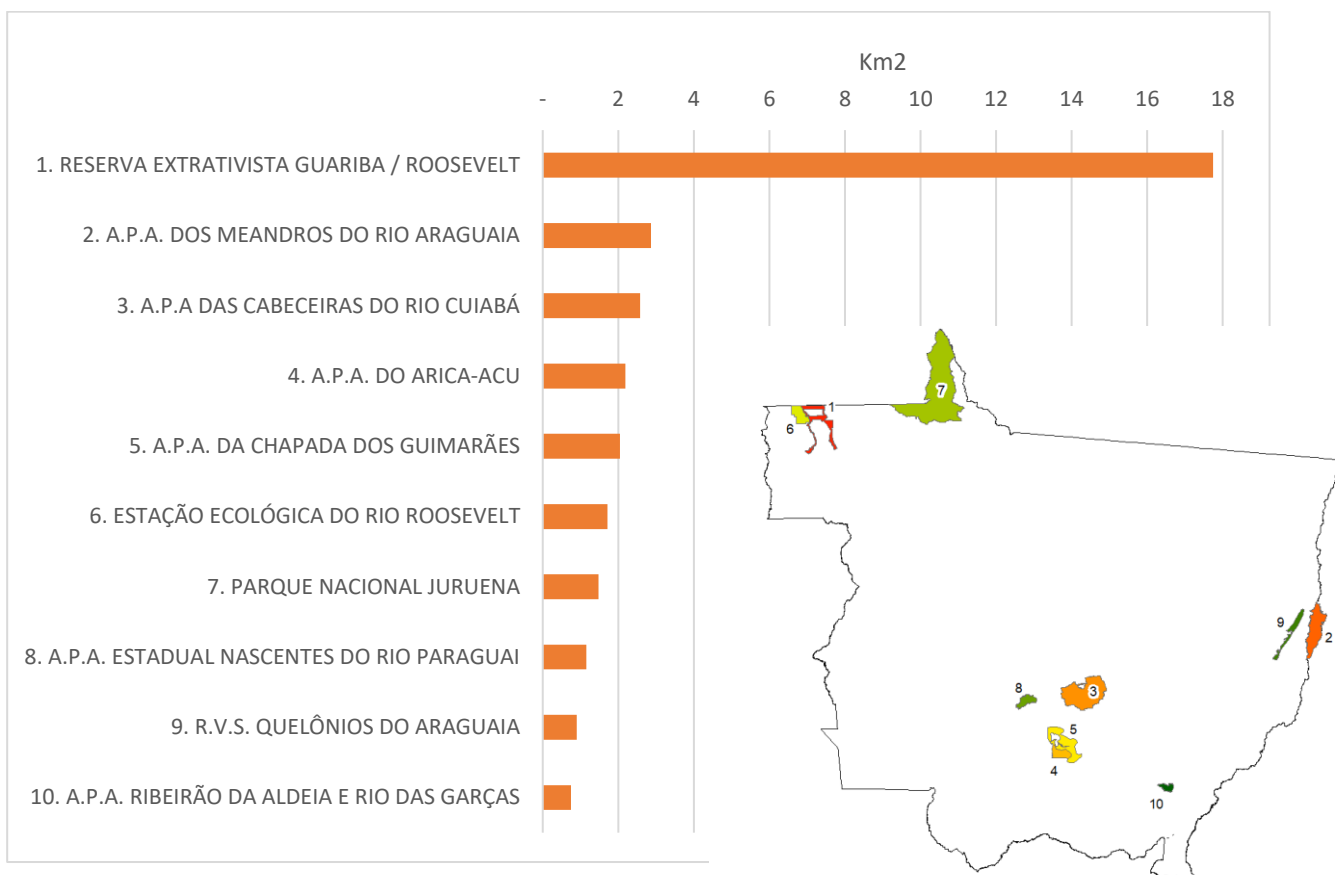 Km2
- 2 4 6 8 10 12 14 16 18
1. RESERVA EXTRATIVISTA GUARIBA / ROOSEVELT
2. A.P.A. DOS MEANDROS DO RIO ARAGUAIA
3. A.P.A DAS CABECEIRAS DO RIO CUIABÁ
4. A.P.A. DO ARICA-ACU
5. A.P.A. DA CHAPADA DOS GUIMARÃES
6. ESTAÇÃO ECOLÓGICA DO RIO ROOSEVELT
7. PARQUE NACIONAL JURUENA
8. A.P.A. ESTADUAL NASCENTES DO RIO PARAGUAI
9. R.V.S. QUELÔNIOS DO ARAGUAIA
10. A.P.A. RIBEIRÃO DA ALDEIA E RIO DAS GARÇAS
7
1
6
9
2
8
3
5
4
10